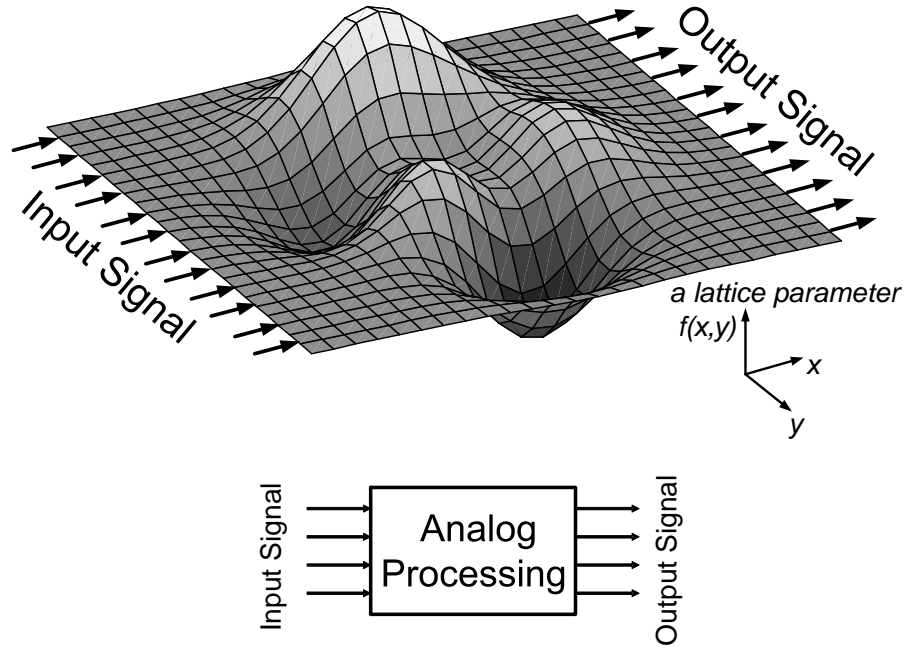 Output Signal
Input Signal
a lattice parameter
f(x,y)
x
y
Input Signal
Analog
Processing
Output Signal